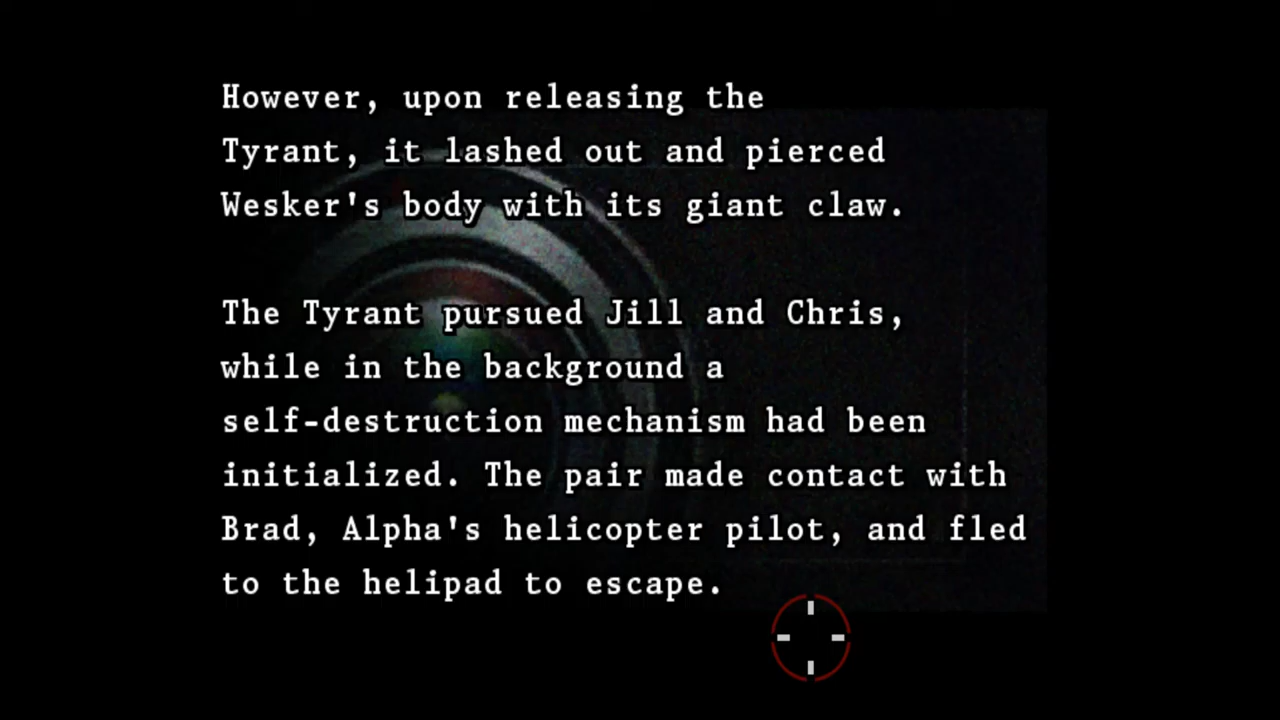 However, upon releasing the
Tyrant, it lashed out and pierced
Wesker's body with its giant claw.
The Tyrant pursued Jill and Chris,
while in the background a
self-destruction mechanism had been
initialized. The pair made contact with
Brad, Alpha's helicopter pilot, and fled
to the helipad to escape.